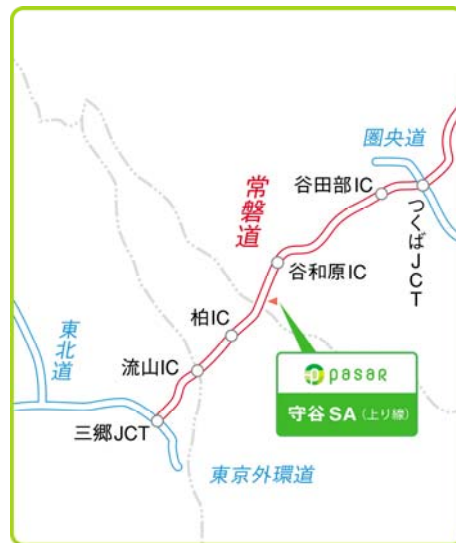 圏央道
谷田部IC
つくばJCT
常磐道
谷和原IC
柏IC
東北道
流山IC
pasaR
守谷SA(上り線)
三郷JCT
東京外環道